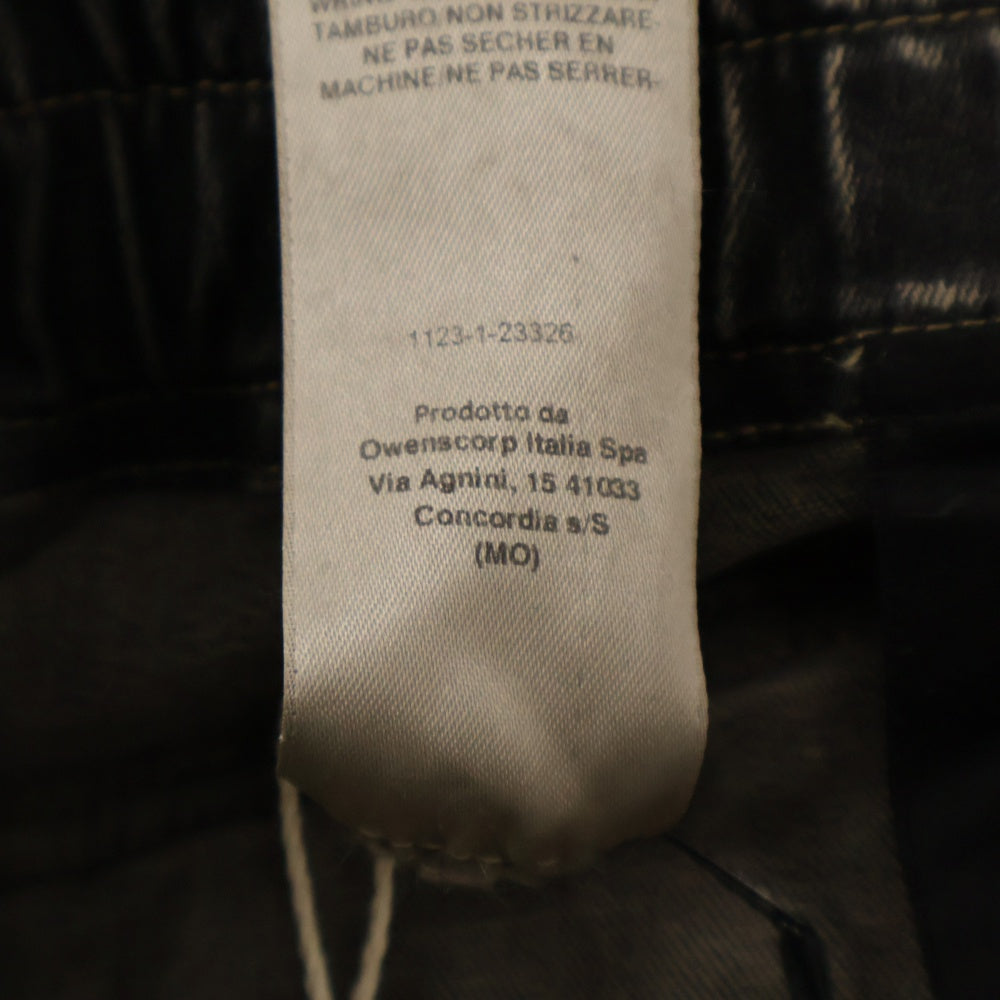 TAMBURO/NON STRIZZARE-
NE PAS SECHER EN
MACHINE/NE PAS SERRER-
1123-1-23326
Prodotto da
Owenscorp Italia Spa
Via Agnini, 15 41033
Concordia s/S
(MO)